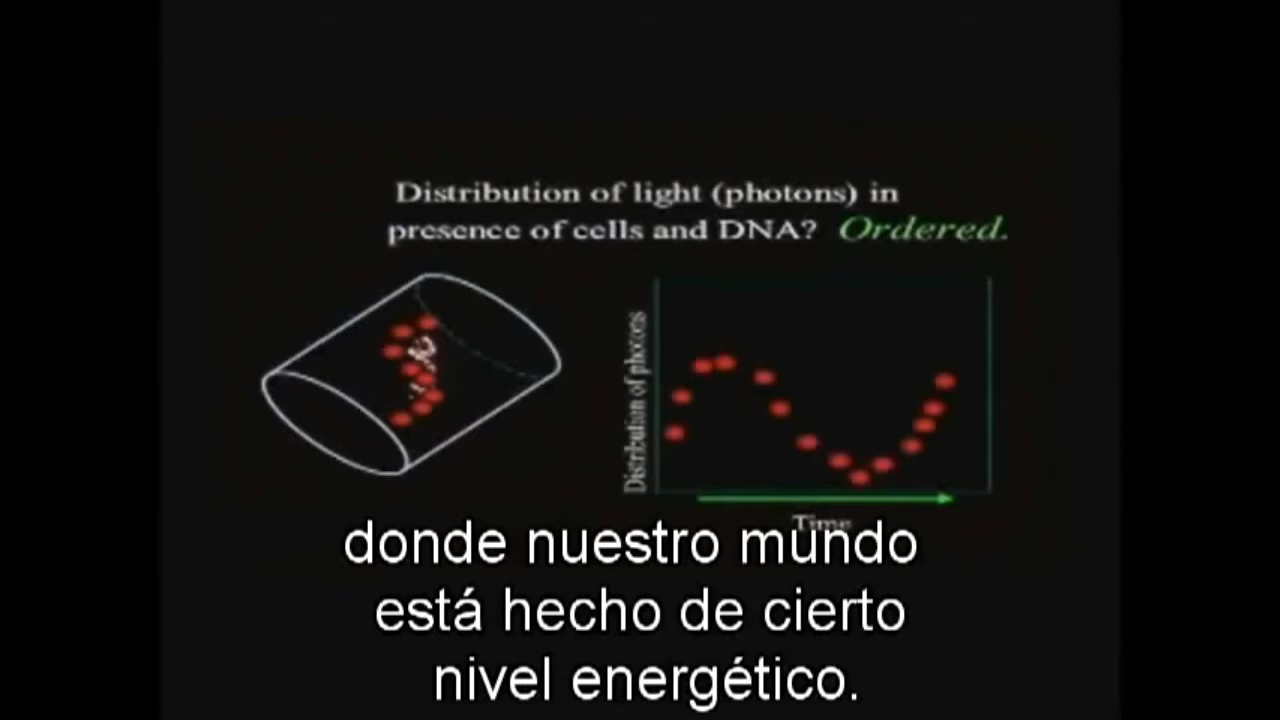 Distribution of light (photons) in
presence of cells and DNA? Ordered.
Distribution of photons
Time
donde nuestro mundo
está hecho de cierto
nivel energético.